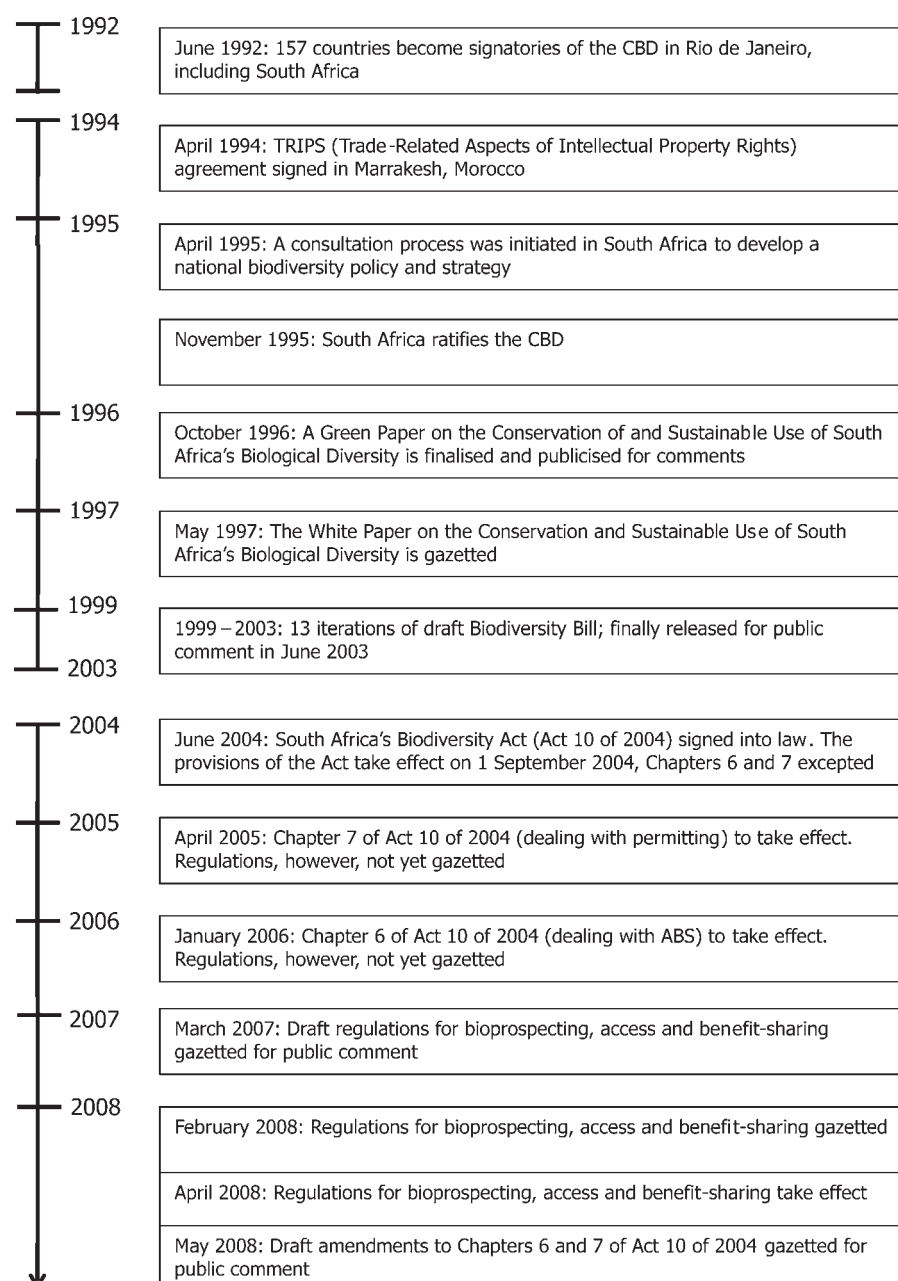 1992
June 1992: 157 countries become signatories of the CBD in Rio de Janeiro,
including South Africa
1994
April 1994: TRIPS (Trade-Related Aspects of Intellectual Property Rights)
agreement signed in Marrakesh, Morocco
1995
April 1995: A consultation process was initiated in South Africa to develop a
national biodiversity policy and strategy
November 1995: South Africa ratifies the CBD
1996
October 1996: A Green Paper on the Conservation of and Sustainable Use of South
Africa's Biological Diversity is finalised and publicised for comments
1997
May 1997: The White Paper on the Conservation and Sustainable Use of South
Africa's Biological Diversity is gazetted
1999
1999–2003: 13 iterations of draft Biodiversity Bill; finally released for public
comment in June 2003
2003
2004
June 2004: South Africa's Biodiversity Act (Act 10 of 2004) signed into law. The
provisions of the Act take effect on 1 September 2004, Chapters 6 and 7 excepted
2005
April 2005: Chapter 7 of Act 10 of 2004 (dealing with permitting) to take effect.
Regulations, however, not yet gazetted
2006
January 2006: Chapter 6 of Act 10 of 2004 (dealing with ABS) to take effect.
Regulations, however, not yet gazetted
2007
March 2007: Draft regulations for bioprospecting, access and benefit-sharing
gazetted for public comment
2008
February 2008: Regulations for bioprospecting, access and benefit-sharing gazetted
April 2008: Regulations for bioprospecting, access and benefit-sharing take effect
May 2008: Draft amendments to Chapters 6 and 7 of Act 10 of 2004 gazetted for
public comment